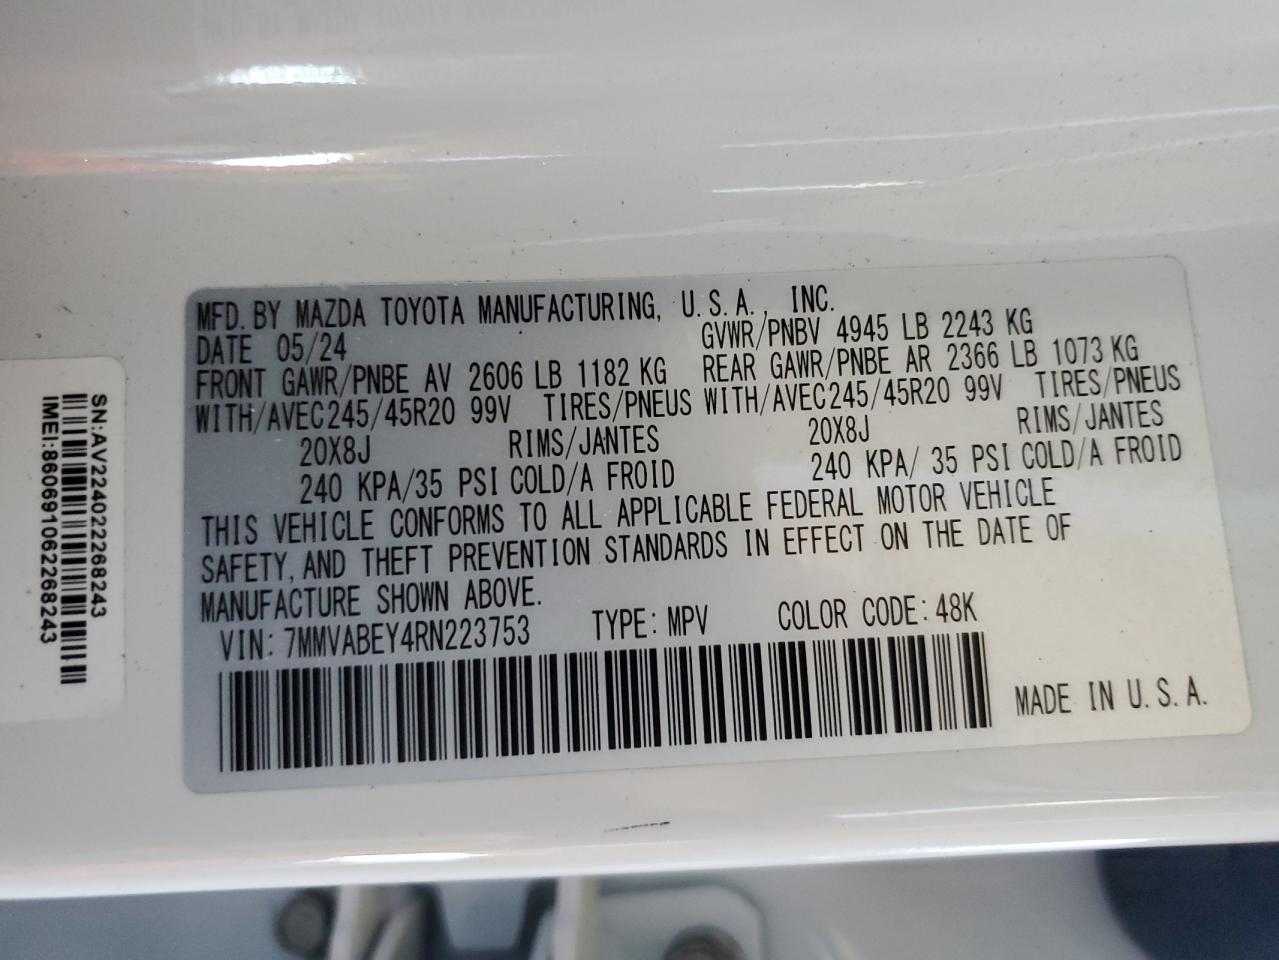 MFD. BY MAZDA TOYOTA MANUFACTURING, U.S.A., INC.
DATE 05/24 GVWR/PNBV 4945 LB 2243 KG
FRONT GAWR/PNBE AV 2606 LB 1182 KG REAR GAWR/PNBE AR 2366 LB 1073 KG
WITH/AVEC245/45R20 99V TIRES/PNEUS WITH/AVEC245/45R20 99V TIRES/PNEUS
20X8J RIMS/JANTES 20X8J RIMS/JANTES
240 KPA/35 PSI COLD/A FROID 240 KPA/ 35 PSI COLD/A FROID
THIS VEHICLE CONFORMS TO ALL APPLICABLE FEDERAL MOTOR VEHICLE
SAFETY, AND THEFT PREVENTION STANDARDS IN EFFECT ON THE DATE OF
MANUFACTURE SHOWN ABOVE.
VIN: 7MMVABEY4RN223753 TYPE: MPV COLOR CODE: 48K
MADE IN U.S.A.
SN:AV2240222268243
IMEI:860691062268243